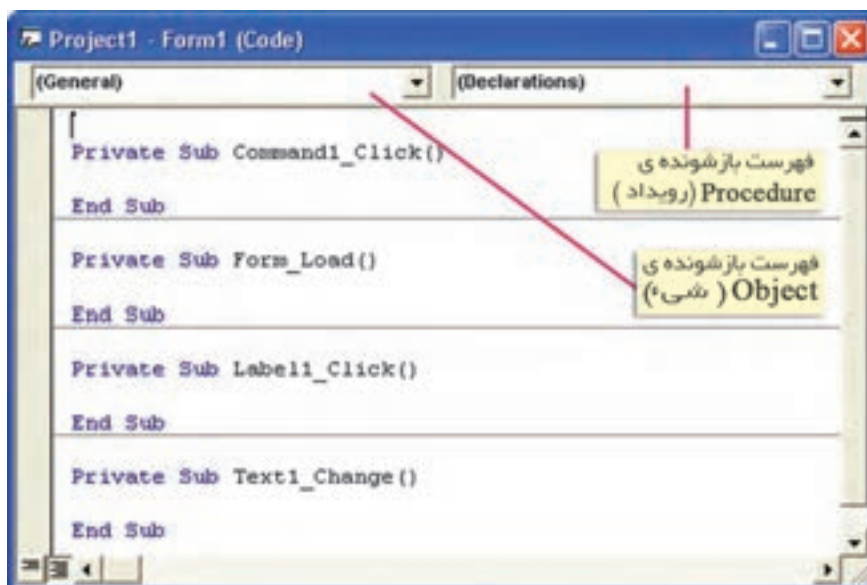 Project1 - Form1 (Code)
(General)
(Declarations)
Private Sub Command1_Click()
End Sub
Private Sub Form_Load()
End Sub
Private Sub Label1_Click()
End Sub
Private Sub Text1_Change()
End Sub
فهرست بازشونده ی
Procedure (رویداد)
فهرست بازشونده ی
Object (شیء)